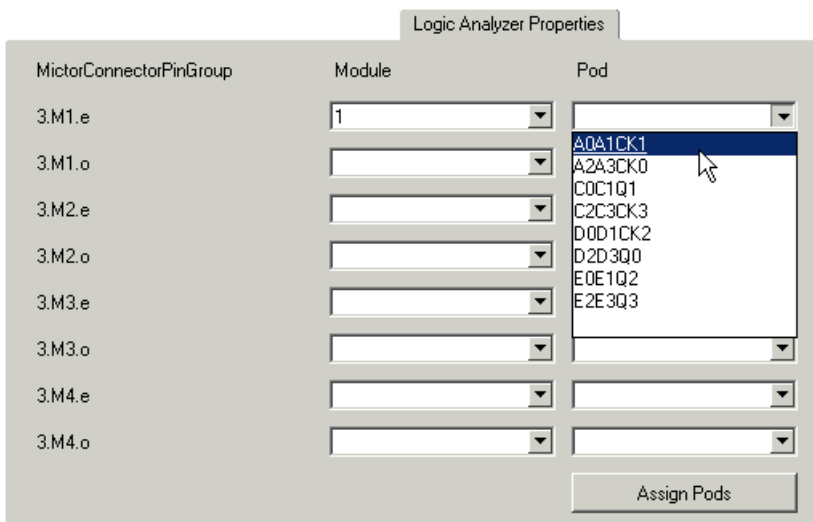 Logic Analyzer Properties
MictorConnectorPinGroup Module Pod
3.M1.e 1
A0A1CK1
3.M1.o
A2A3CK0
C0C1Q1
3.M2.e
C2C3CK3
D0D1CK2
3.M2.o
D2D3Q0
E0E1Q2
3.M3.e
E2E3Q3
3.M3.o
3.M4.e
3.M4.o
Assign Pods